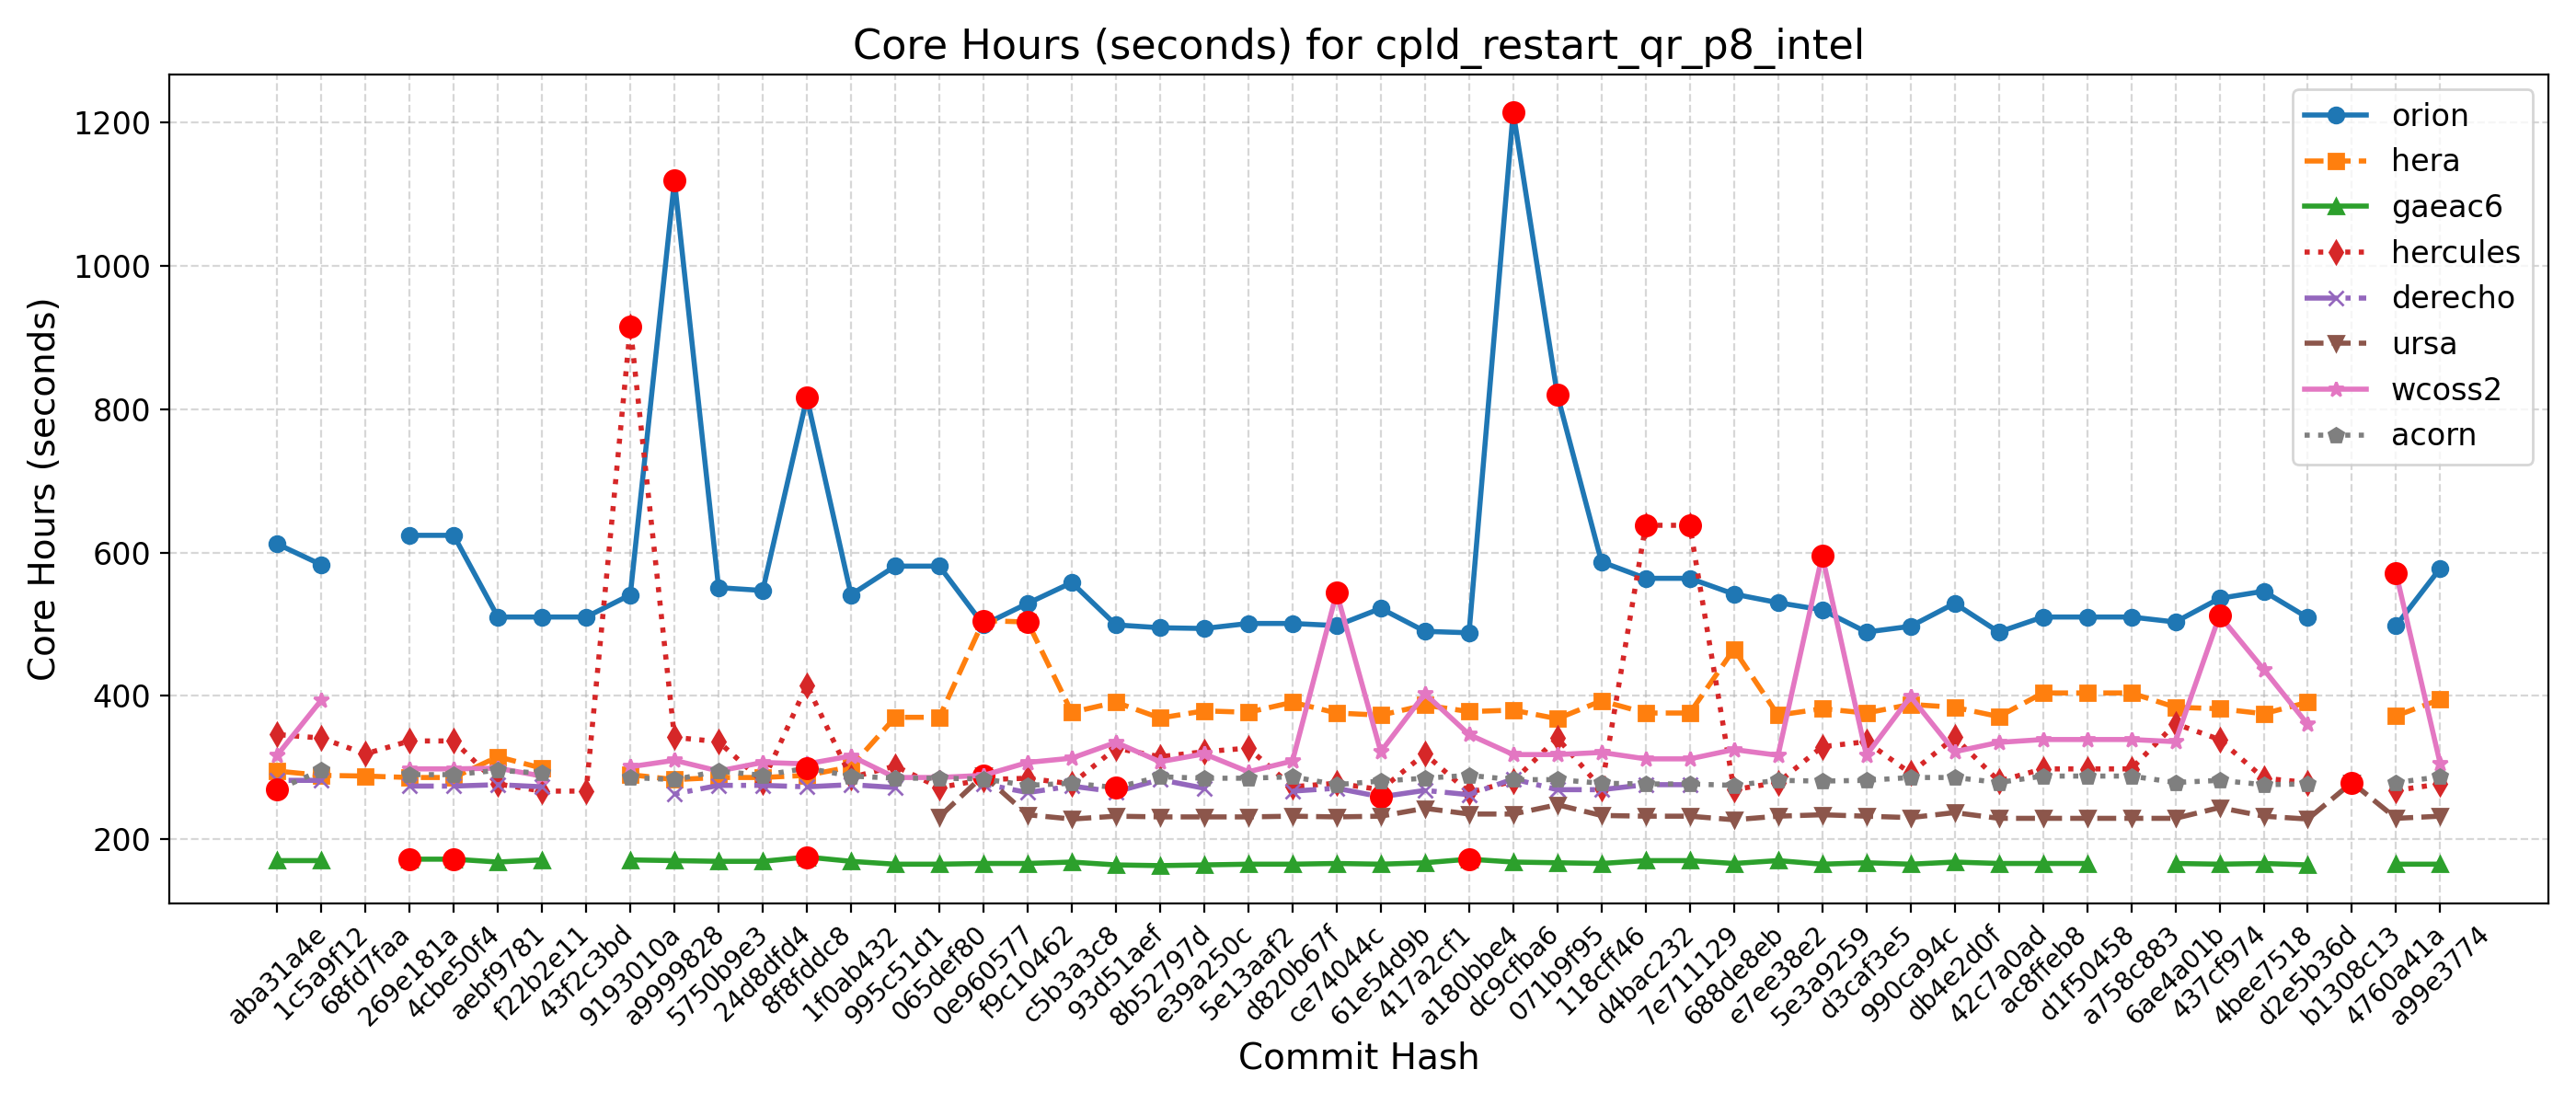 Core Hours (seconds) for cpld_restart_qr_p8_intel
Core Hours (seconds)
1200
1000
800
600
400
200
orion
hera
gaeac6
hercules
derecho
ursa
wcoss2
acorn
aba31a4e
1c5a9f12
68fd7faa
269e181a
4cbe50f4
aebf9781
f22b2e11
43f2c3bd
9193010a
a9999828
5750b9e3
24d8dfd4
8f8fddc8
1f0ab432
995c51d1
065def80
0e960577
f9c10462
c5b3a3c8
93d51aef
8b52797d
e39a250c
5e13aaf2
d820b67f
ce74044c
61e54d9b
417a2cf1
a180bbe4
dc9cfba6
071b9f95
118cff46
d4bac232
7e711129
688de8eb
e7ee38e2
5e3a9259
d3caf3e5
990ca94c
db4e2d0f
42c7a0ad
ac8ffeb8
d1f50458
a758c883
6ae4a01b
437cf974
4bee7518
d2e5b36d
b1308c13
4760a41a
a99e3774
Commit Hash